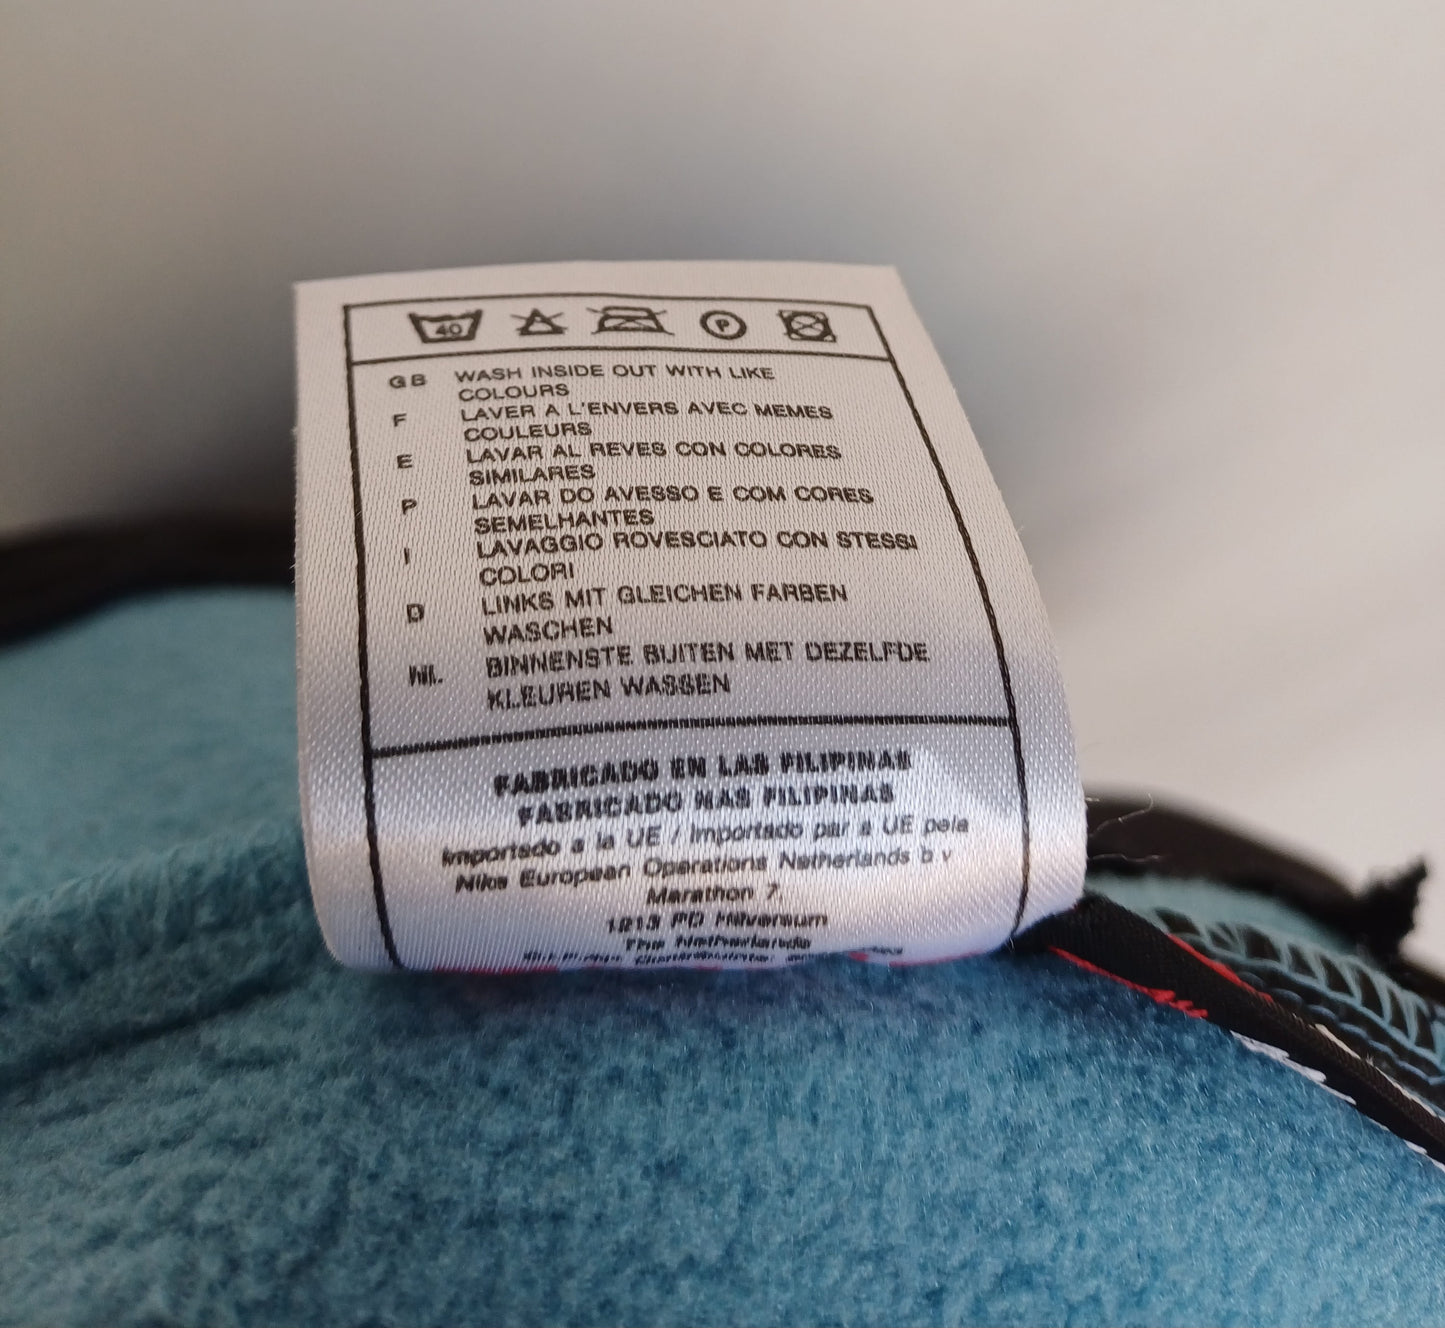 40 P
GB WASH INSIDE OUT WITH LIKE
COLOURS
F LAVER A L'ENVERS AVEC MEMES
COULEURS
E LAVAR AL REVES CON COLORES
SIMILARES
P LAVAR DO AVESSO E COM CORES
SEMELHANTES
I LAVAGGIO ROVESCIATO CON STESSI
COLORI
D LINKS MIT GLEICHEN FARBEN
WASCHEN
NL. BINNENSTE BUITEN MET DEZELFDE
KLEUREN WASSEN
FABRICADO EN LAS FILIPINAS
FABRICADO NAS FILIPINAS
Importado a la UE / Importado par a UE pela
Nike European Operations Netherlands b v
Marathon 7,
1213 PD Hilversum
The Netherlands